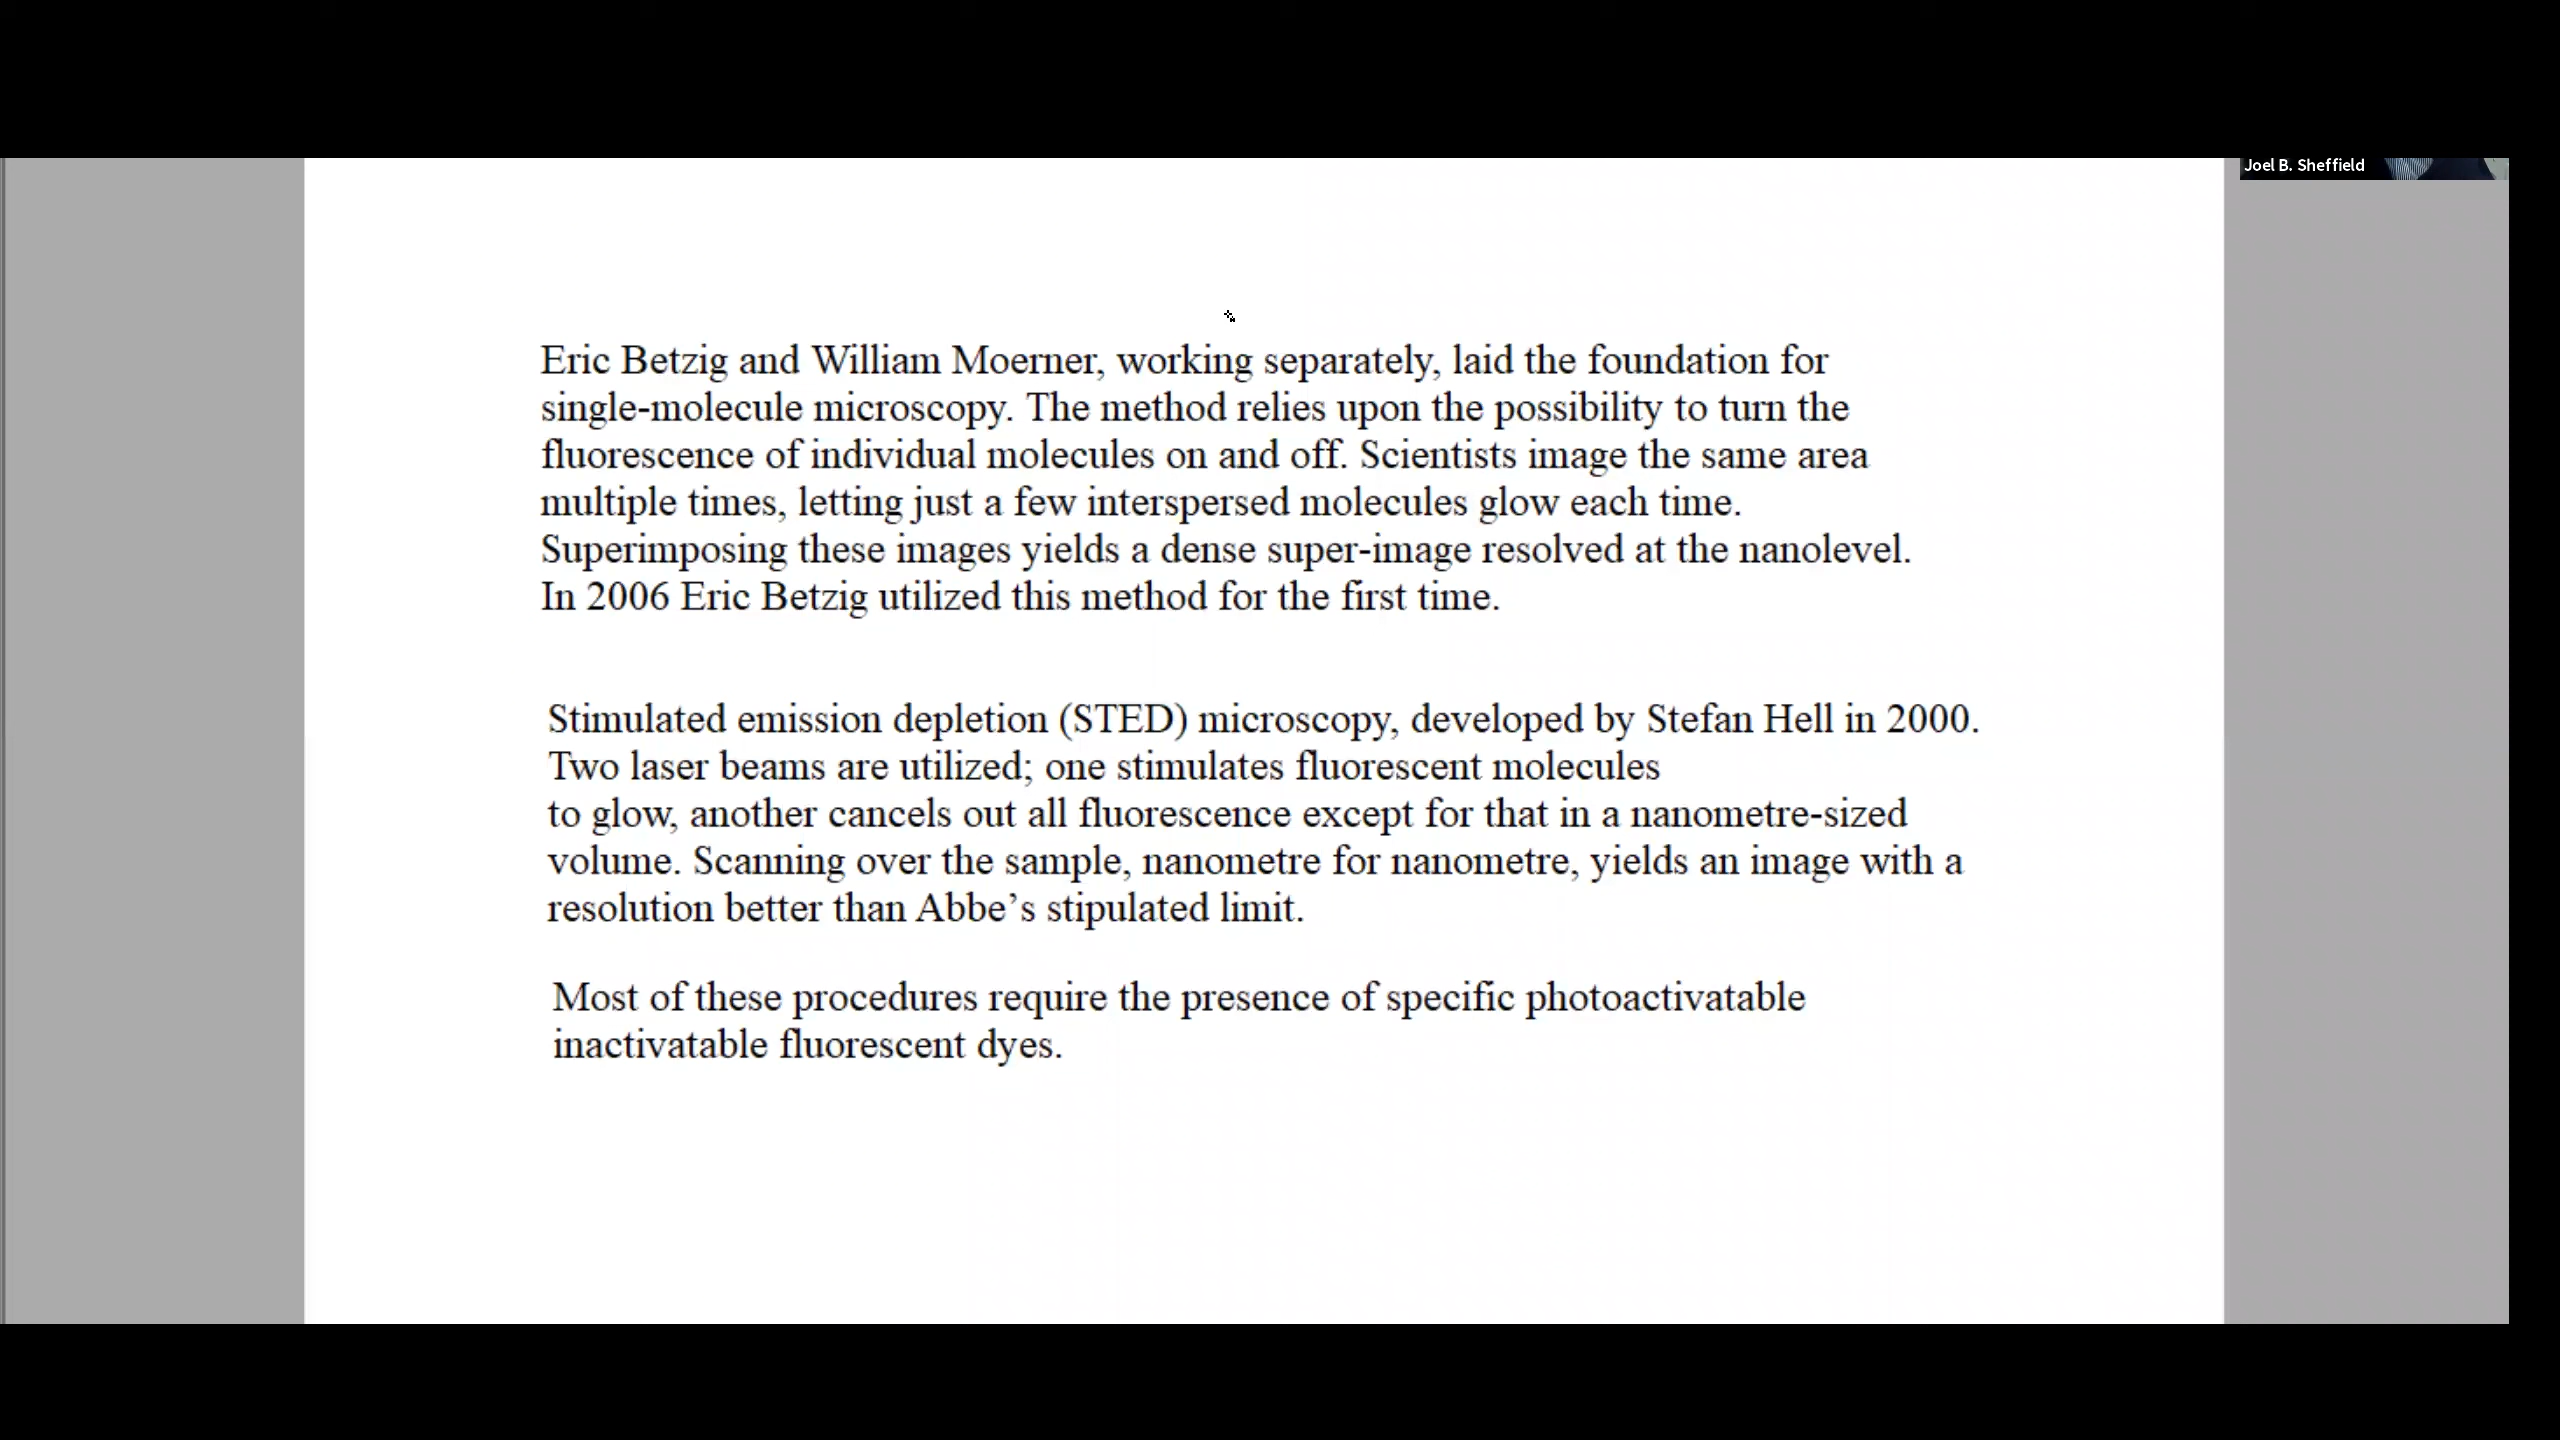 Joel B. Sheffield
Eric Betzig and William Moerner, working separately, laid the foundation for
single-molecule microscopy. The method relies upon the possibility to turn the
fluorescence of individual molecules on and off. Scientists image the same area
multiple times, letting just a few interspersed molecules glow each time.
Superimposing these images yields a dense super-image resolved at the nanolevel.
In 2006 Eric Betzig utilized this method for the first time.
Stimulated emission depletion (STED) microscopy, developed by Stefan Hell in 2000.
Two laser beams are utilized; one stimulates fluorescent molecules
to glow, another cancels out all fluorescence except for that in a nanometre-sized
volume. Scanning over the sample, nanometre for nanometre, yields an image with a
resolution better than Abbe’s stipulated limit.
Most of these procedures require the presence of specific photoactivatable
inactivatable fluorescent dyes.